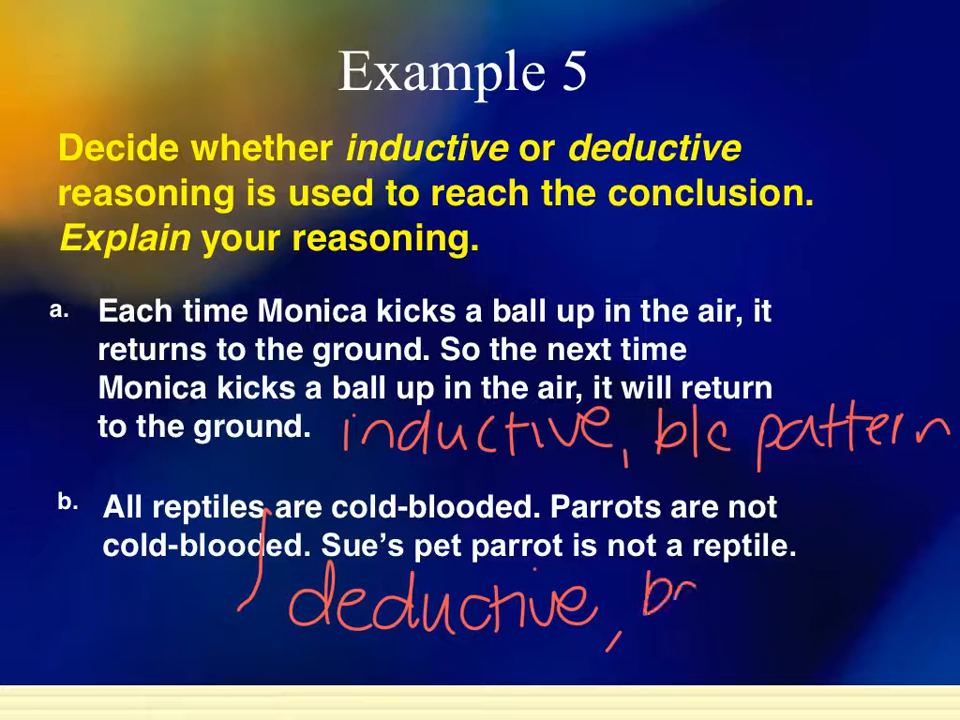 Example 5
Decide whether inductive or deductive
reasoning is used to reach the conclusion.
Explain your reasoning.
a. Each time Monica kicks a ball up in the air, it
returns to the ground. So the next time
Monica kicks a ball up in the air, it will return
to the ground. inductive, b/c pattern
b. All reptiles are cold-blooded. Parrots are not
cold-blooded. Sue’s pet parrot is not a reptile.
deductive,